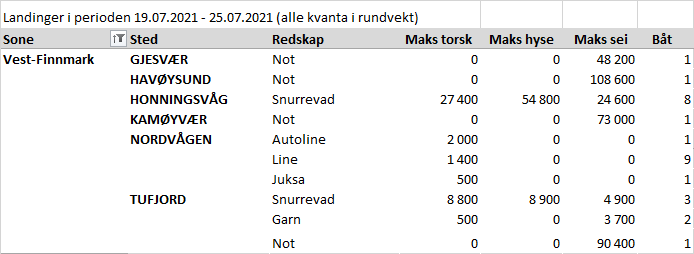 Landinger i perioden 19.07.2021 - 25.07.2021 (alle kvanta i rundvekt)
Sone Sted Redskap Maks torsk Maks hyse Maks sei Båt
Vest-Finnmark GJESVÆR Not 0 0 48 200 1
HAVØYSUND Not 0 0 108 600 1
HONNINGSVÅG Snurrevad 27 400 54 800 24 600 8
KAMØYVÆR Not 0 0 73 000 1
NORDVÅGEN Autoline 2 000 0 0 1
Line 1 400 0 0 9
Juksa 500 0 0 1
TUFJORD Snurrevad 8 800 8 900 4 900 3
Garn 500 0 3 700 2
Not 0 0 90 400 1